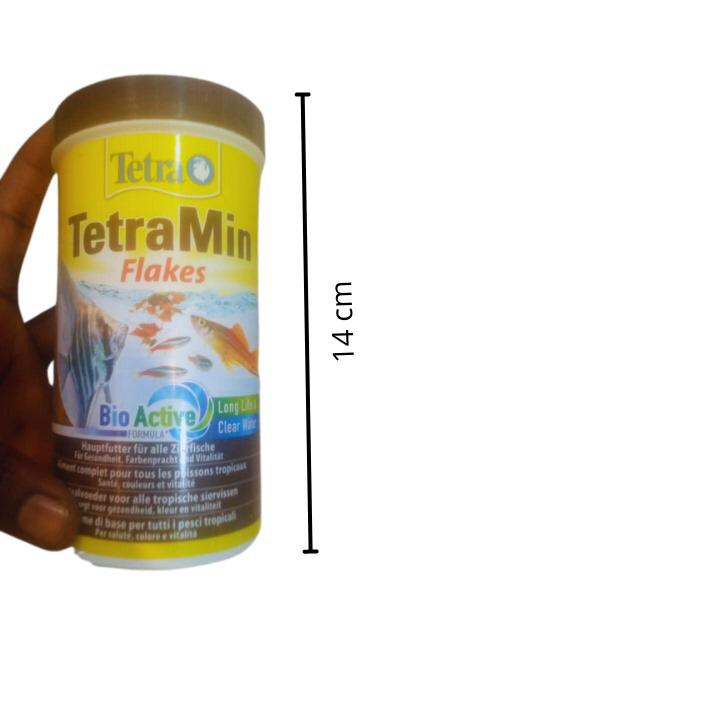 Tetra
TetraMin
Flakes
Bio Active
FORMULA
Long Life &
Clear Water
Hauptfutter für alle Zierfische
Für Gesundheit, Farbenpracht und Vitalität
aliment complet pour tous les poissons tropicaux
Santé, couleurs et vitalité
voor alle tropische siervissen
voor gezondheid, kleur en vitaliteit
di base per tutti i pesci tropicali
Per salute, colore e vitalità
14 cm